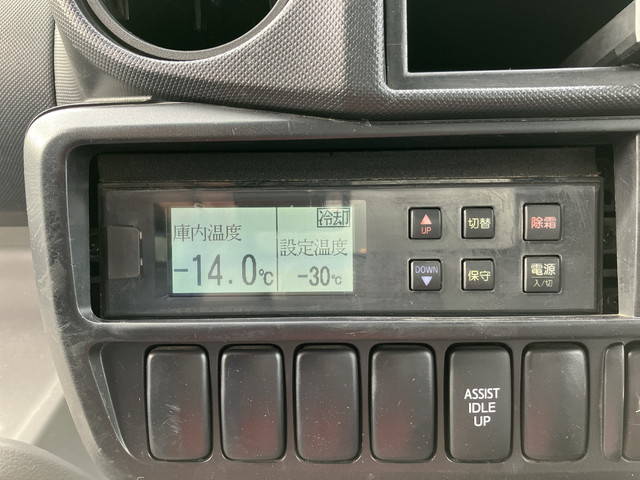 冷却
庫内温度
設定温度
-14.0℃
-30℃
▲
UP
切替
除霜
DOWN
▼
保守
電源
入/切
ASSIST
IDLE
UP